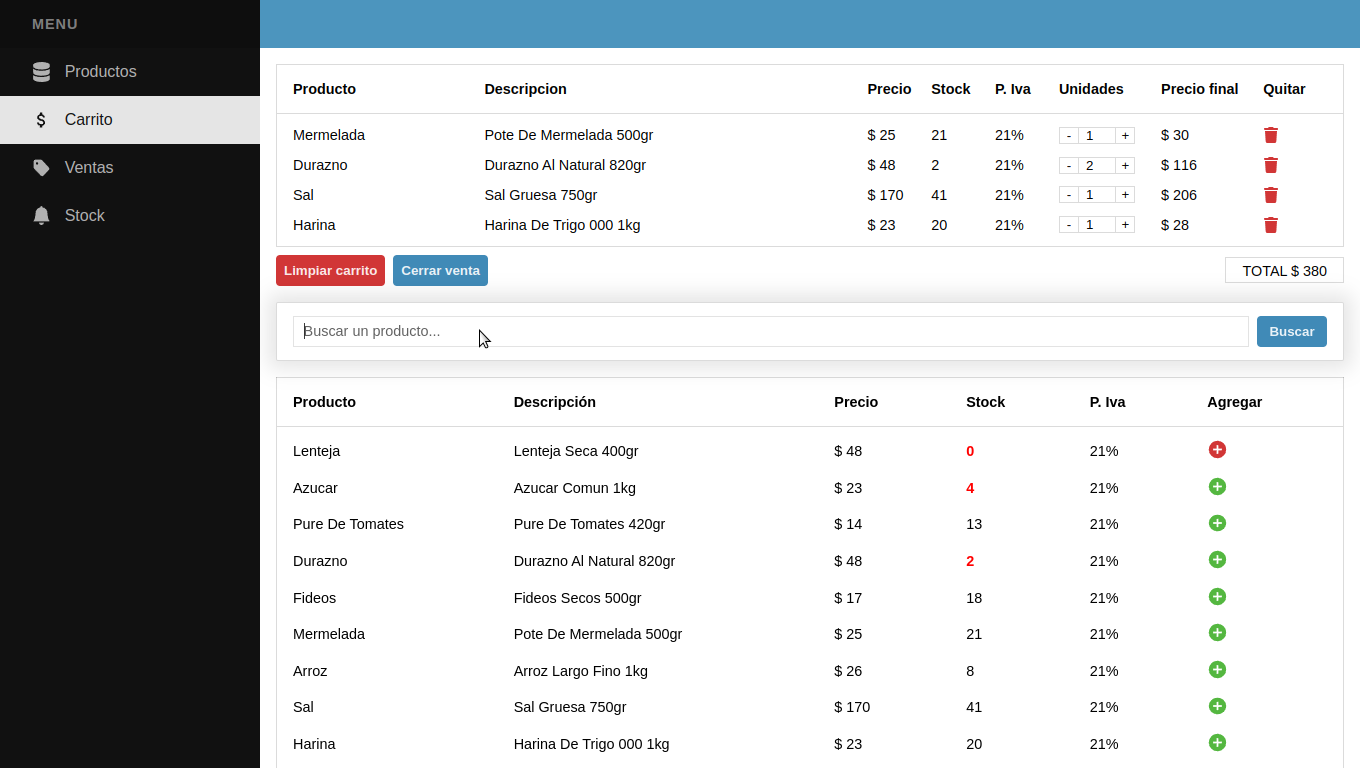 MENU
Productos
Carrito
Ventas
Stock
Producto Descripcion Precio Stock P. Iva Unidades Precio final Quitar
Mermelada Pote De Mermelada 500gr $ 25 21 21% - 1 + $ 30
Durazno Durazno Al Natural 820gr $ 48 2 21% - 2 + $ 116
Sal Sal Gruesa 750gr $ 170 41 21% - 1 + $ 206
Harina Harina De Trigo 000 1kg $ 23 20 21% - 1 + $ 28
Limpiar carrito Cerrar venta TOTAL $ 380
Buscar un producto... Buscar
Producto Descripción Precio Stock P. Iva Agregar
Lenteja Lenteja Seca 400gr $ 48 0 21%
Azucar Azucar Comun 1kg $ 23 4 21%
Pure De Tomates Pure De Tomates 420gr $ 14 13 21%
Durazno Durazno Al Natural 820gr $ 48 2 21%
Fideos Fideos Secos 500gr $ 17 18 21%
Mermelada Pote De Mermelada 500gr $ 25 21 21%
Arroz Arroz Largo Fino 1kg $ 26 8 21%
Sal Sal Gruesa 750gr $ 170 41 21%
Harina Harina De Trigo 000 1kg $ 23 20 21%